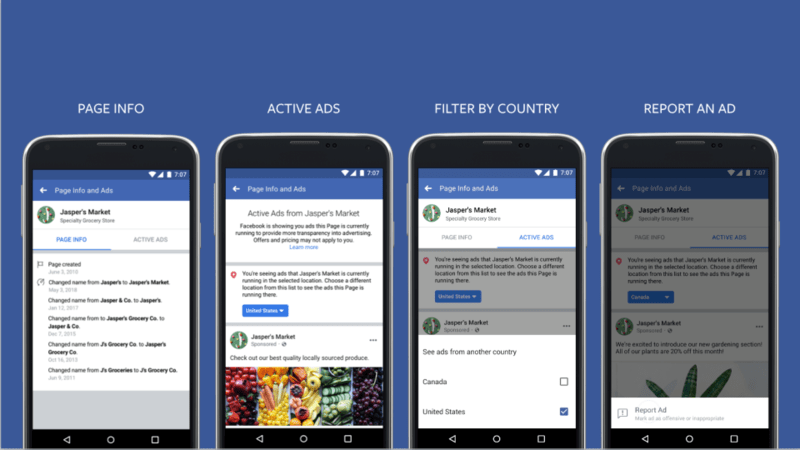 PAGE INFO
ACTIVE ADS
FILTER BY COUNTRY
REPORT AN AD
7:07
Page Info and Ads
Jasper's Market
Specialty Grocery Store
PAGE INFO
ACTIVE ADS
Page created
June 3, 2010
Changed name from Jasper's to Jasper's Market.
May 5, 2018
Changed name from Jasper & Co. to Jasper's.
Jan 12, 2017
Changed name from to Jasper's Grocery Co. to
Jasper & Co.
Dec 7, 2015
Changed name from J's Grocery Co. to Jasper's
Grocery Co.
Oct 16, 2013
Changed name from J's Groceries to J's Grocery Co.
Jun 9, 2011
7:07
Page Info and Ads
Active Ads from Jasper's Market
Facebook is showing you ads this Page is currently
running to provide more transparency into advertising.
Offers and pricing may not apply to you.
Learn more
You're seeing ads that Jasper's Market is currently
running in the selected location. Choose a different
location from this list to see the ads this Page is
running there.
United States
Jasper's Market
Sponsored
Check out our best quality locally sourced produce.
7:07
Page Info and Ads
Jasper's Market
Specialty Grocery Store
PAGE INFO
ACTIVE ADS
You're seeing ads that Jasper's Market is currently
running in the selected location. Choose a different
location from this list to see the ads this Page is
running there.
United States
Jasper's Market
Sponsored
See ads from another country
Canada
United States
7:07
Page Info and Ads
Jasper's Market
Specialty Grocery Store
PAGE INFO
ACTIVE ADS
You're seeing ads that Jasper's Market is currently
running in the selected location. Choose a different
location from this list to see the ads this Page is
running there.
Canada
Jasper's Market
Sponsored
We're excited to introduce our new gardening section!
All of our plants are 20% off this month!
Report Ad
Mark ad as offensive or inappropriate